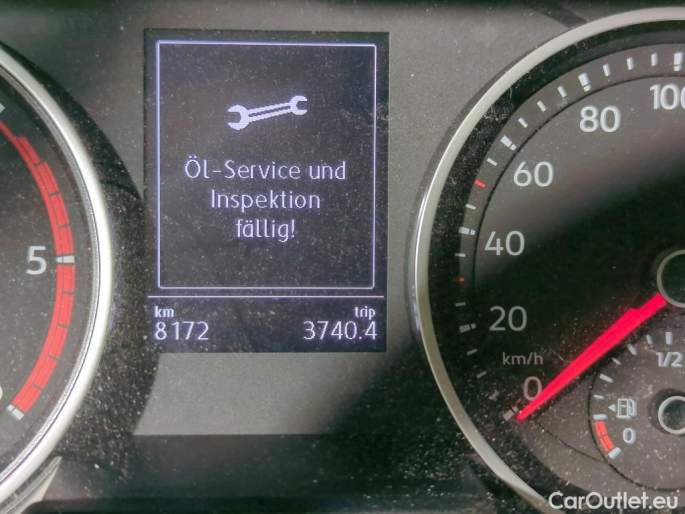 Öl-Service und
Inspektion
fällig!
km trip
8172 3740.4
5
100
80
60
40
20
0
km/h
1/2
0
CarOutlet.eu